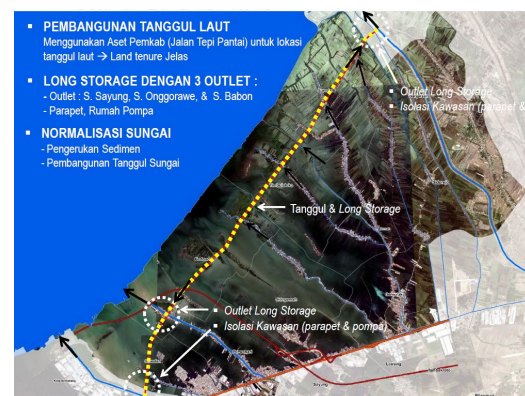 ▪ PEMBANGUNAN TANGGUL LAUT
Menggunakan Aset Pemkab (Jalan Tepi Pantai) untuk lokasi
tanggul laut → Land tenure Jelas
▪ LONG STORAGE DENGAN 3 OUTLET :
- Outlet : S. Sayung, S. Onggorawe, & S. Babon
- Parapet, Rumah Pompa
▪ NORMALISASI SUNGAI
- Pengerukan Sedimen
- Pembangunan Tanggul Sungai
▪ Outlet Long Storage
▪ Isolasi Kawasan (parapet &
Tanggul & Long Storage
▪ Outlet Long Storage
▪ Isolasi Kawasan (parapet & pompa)
Sayung